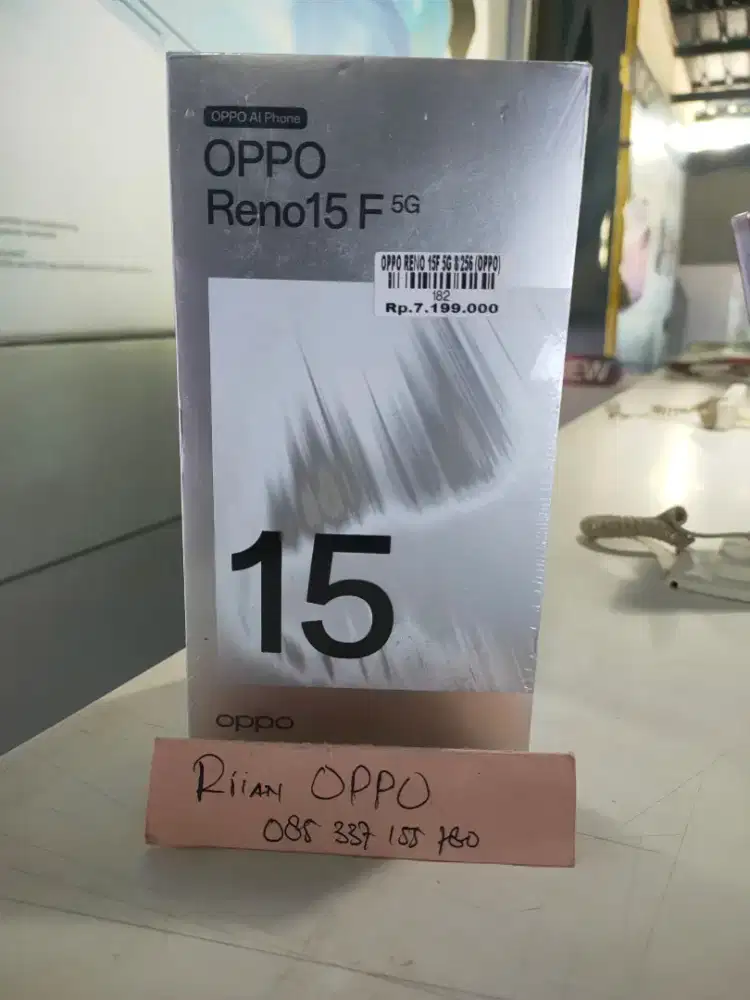 OPPO AI Phone
OPPO
Reno15 F 5G
OPPO RENO 15F 5G 8/256 (OPPO)
182
Rp.7.199.000
15
oppo
RiiAN OPPO
085 337 155 780